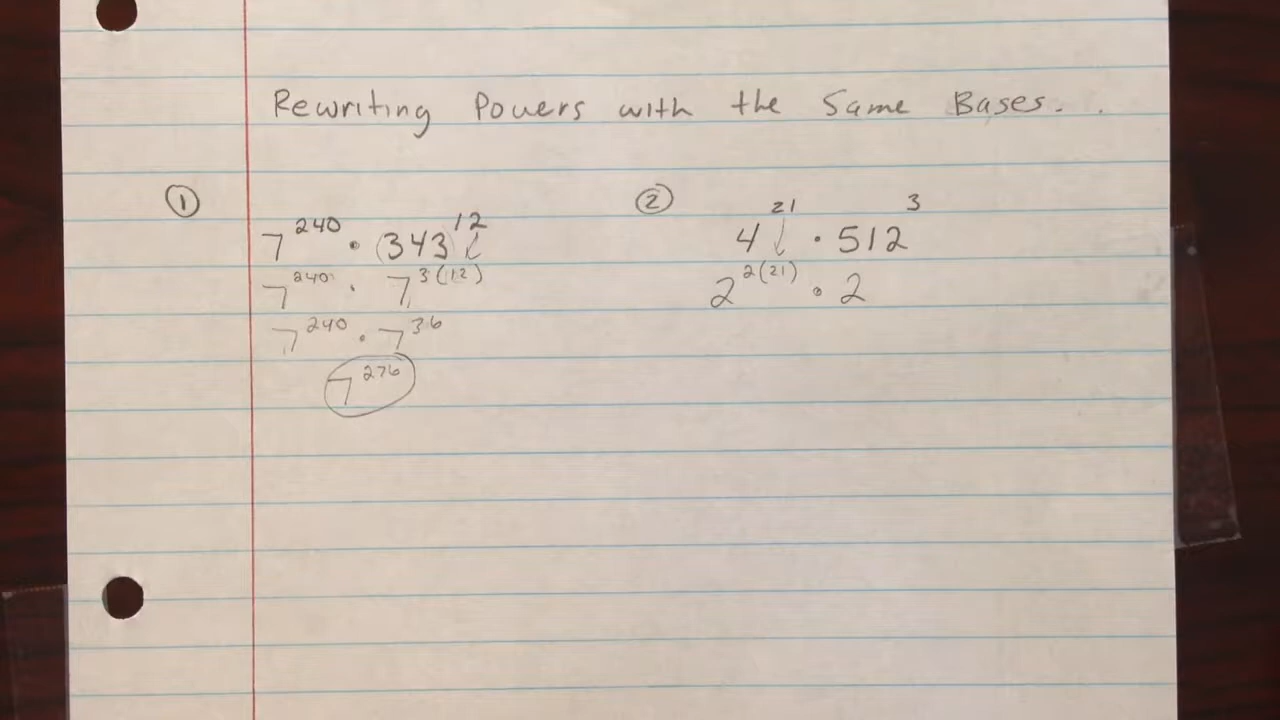 Rewriting Powers with the Same Bases.
① 7^240 · (343)^12
7^240 · 7^3(12)
7^240 · 7^36
7^276
② 4^21 · 512^3
2^2(21) · 2